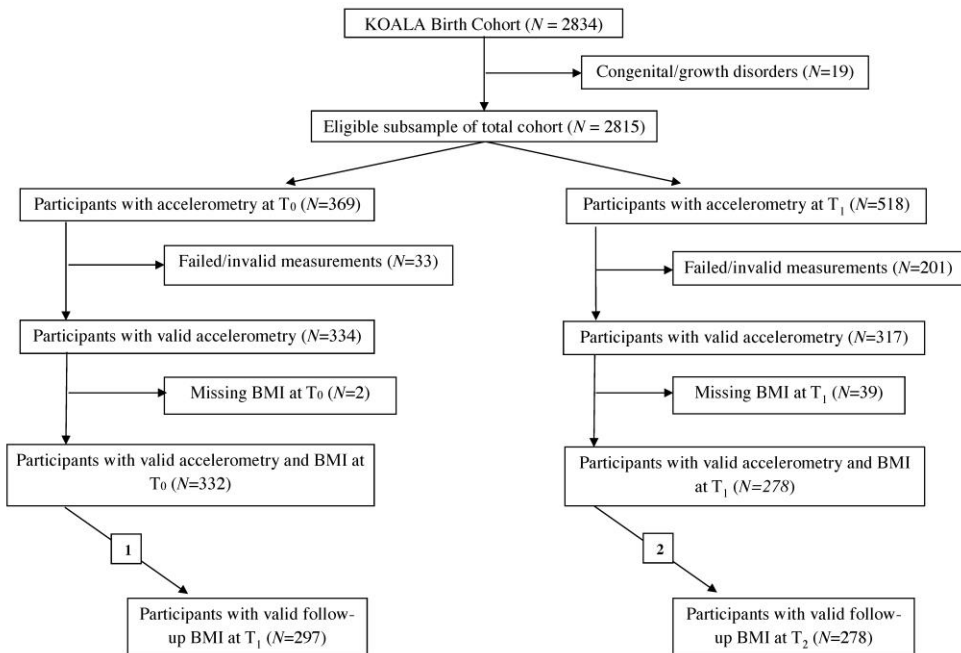 KOALA Birth Cohort (N = 2834)
Congenital/growth disorders (N=19)
Eligible subsample of total cohort (N = 2815)
Participants with accelerometry at T0 (N=369)
Participants with accelerometry at T1 (N=518)
Failed/invalid measurements (N=33)
Failed/invalid measurements (N=201)
Participants with valid accelerometry (N=334)
Participants with valid accelerometry (N=317)
Missing BMI at T0 (N=2)
Missing BMI at T1 (N=39)
Participants with valid accelerometry and BMI at
T0 (N=332)
Participants with valid accelerometry and BMI
at T1 (N=278)
1
2
Participants with valid follow-
up BMI at T1 (N=297)
Participants with valid follow-
up BMI at T2 (N=278)